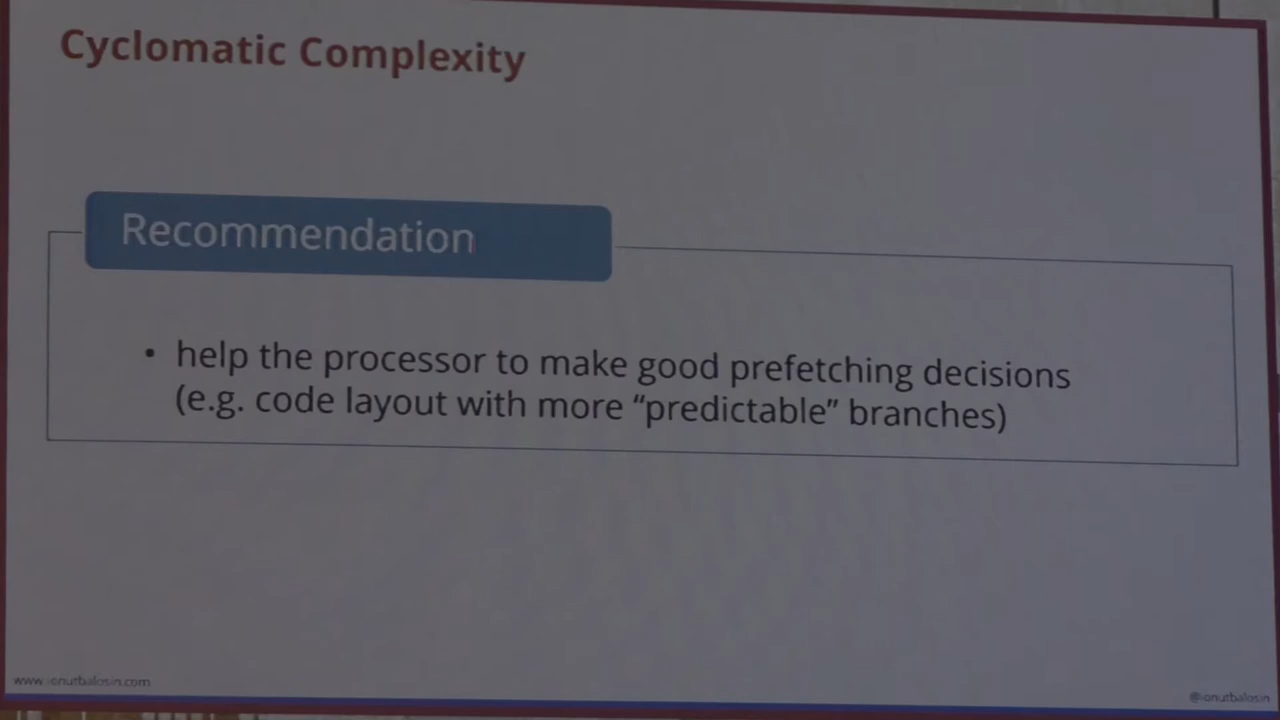 Cyclomatic Complexity
Recommendation
• help the processor to make good prefetching decisions
(e.g. code layout with more “predictable” branches)
www.ionutbalosin.com
@ionutbalosin